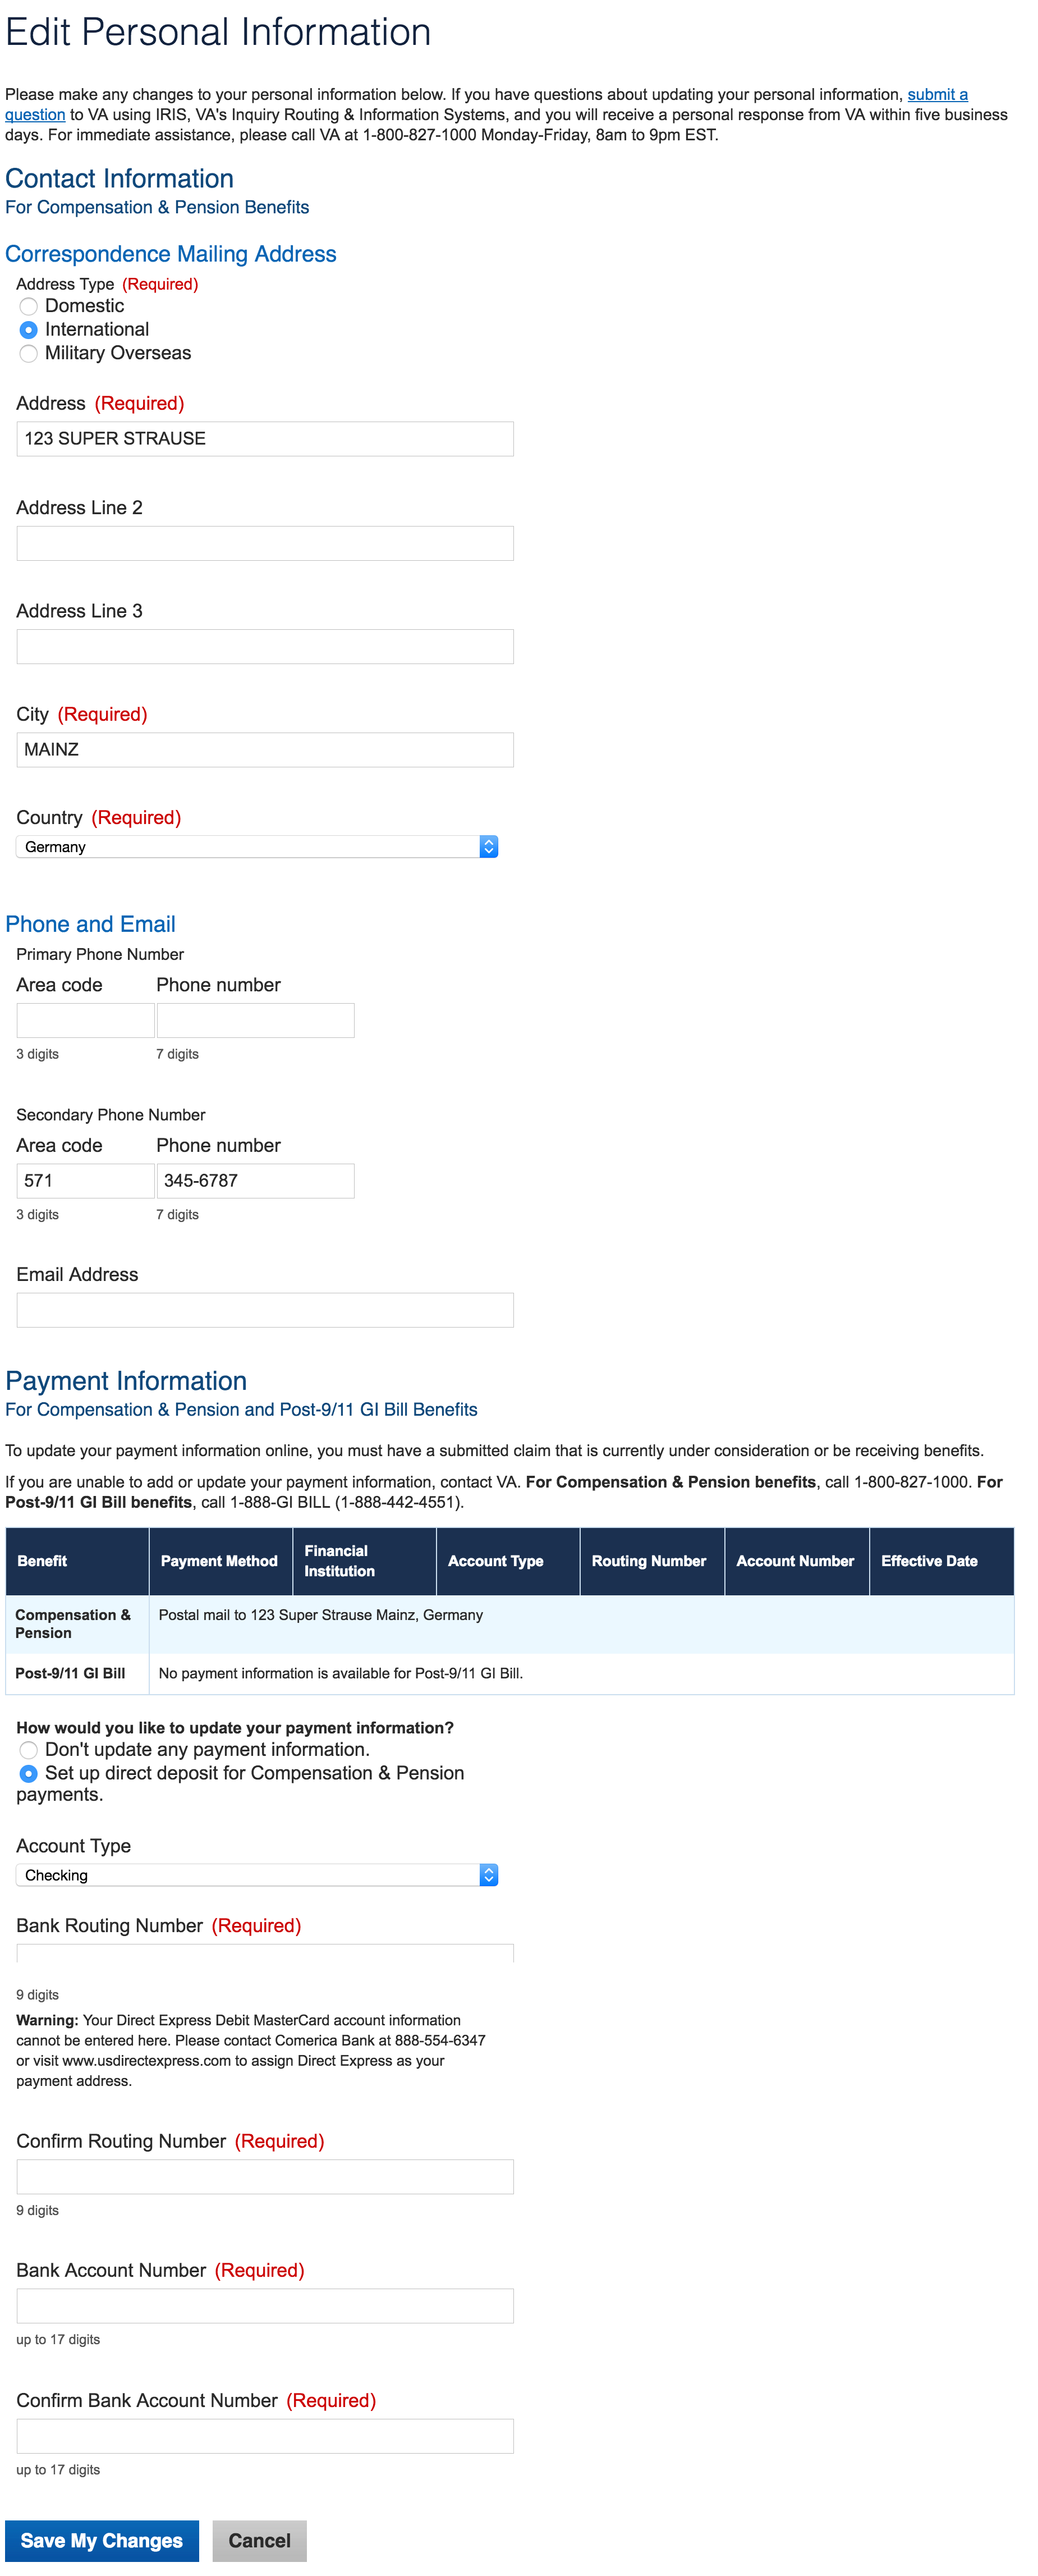 Edit Personal Information
Please make any changes to your personal information below. If you have questions about updating your personal information, submit a
question to VA using IRIS, VA's Inquiry Routing & Information Systems, and you will receive a personal response from VA within five business
days. For immediate assistance, please call VA at 1-800-827-1000 Monday-Friday, 8am to 9pm EST.
Contact Information
For Compensation & Pension Benefits
Correspondence Mailing Address
Address Type (Required)
Domestic
International
Military Overseas
Address (Required)
123 SUPER STRAUSE
Address Line 2
Address Line 3
City (Required)
MAINZ
Country (Required)
Germany
Phone and Email
Primary Phone Number
Area code Phone number
3 digits 7 digits
Secondary Phone Number
Area code Phone number
571 345-6787
3 digits 7 digits
Email Address
Payment Information
For Compensation & Pension and Post-9/11 GI Bill Benefits
To update your payment information online, you must have a submitted claim that is currently under consideration or be receiving benefits.
If you are unable to add or update your payment information, contact VA. For Compensation & Pension benefits, call 1-800-827-1000. For
Post-9/11 GI Bill benefits, call 1-888-GI BILL (1-888-442-4551).
Benefit Payment Method Financial Institution Account Type Routing Number Account Number Effective Date
Compensation & Pension Postal mail to 123 Super Strause Mainz, Germany
Post-9/11 GI Bill No payment information is available for Post-9/11 GI Bill.
How would you like to update your payment information?
Don't update any payment information.
Set up direct deposit for Compensation & Pension
payments.
Account Type
Checking
Bank Routing Number (Required)
9 digits
Warning: Your Direct Express Debit MasterCard account information
cannot be entered here. Please contact Comerica Bank at 888-554-6347
or visit www.usdirectexpress.com to assign Direct Express as your
payment address.
Confirm Routing Number (Required)
9 digits
Bank Account Number (Required)
up to 17 digits
Confirm Bank Account Number (Required)
up to 17 digits
Save My Changes Cancel